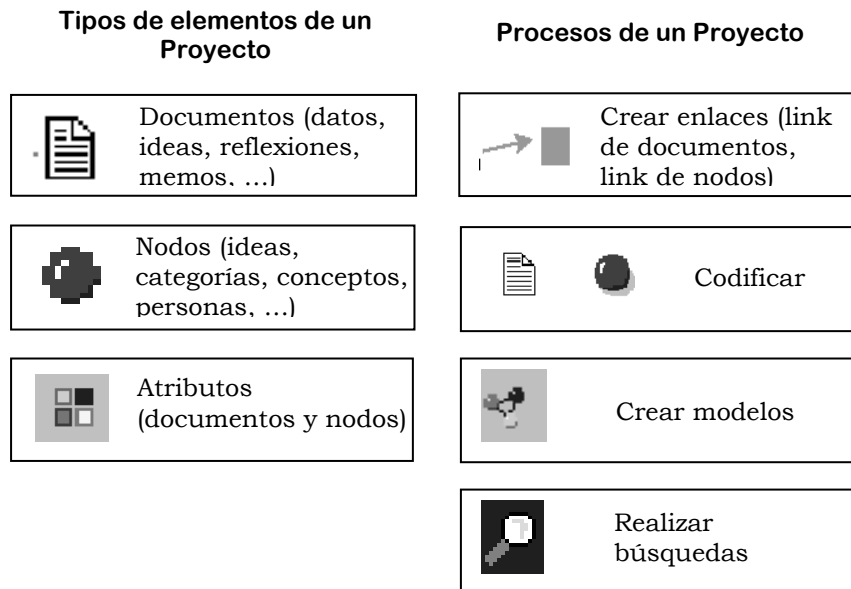 Tipos de elementos de un
Proyecto
Documentos (datos,
ideas, reflexiones,
memos, …)
Nodos (ideas,
categorías, conceptos,
personas, …)
Atributos
(documentos y nodos)
Procesos de un Proyecto
Crear enlaces (link
de documentos,
link de nodos)
Codificar
Crear modelos
Realizar
búsquedas